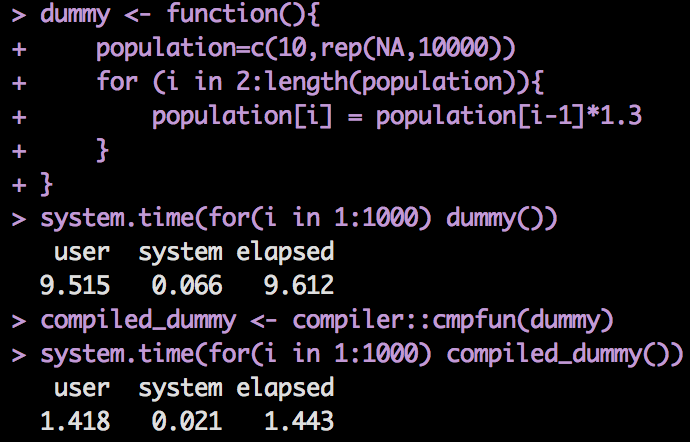 > dummy <- function(){
+     population=c(10,rep(NA,10000))
+     for (i in 2:length(population)){
+         population[i] = population[i-1]*1.3
+     }
+ }
> system.time(for(i in 1:1000) dummy())
   user  system elapsed
  9.515   0.066   9.612
> compiled_dummy <- compiler::cmpfun(dummy)
> system.time(for(i in 1:1000) compiled_dummy())
   user  system elapsed
  1.418   0.021   1.443